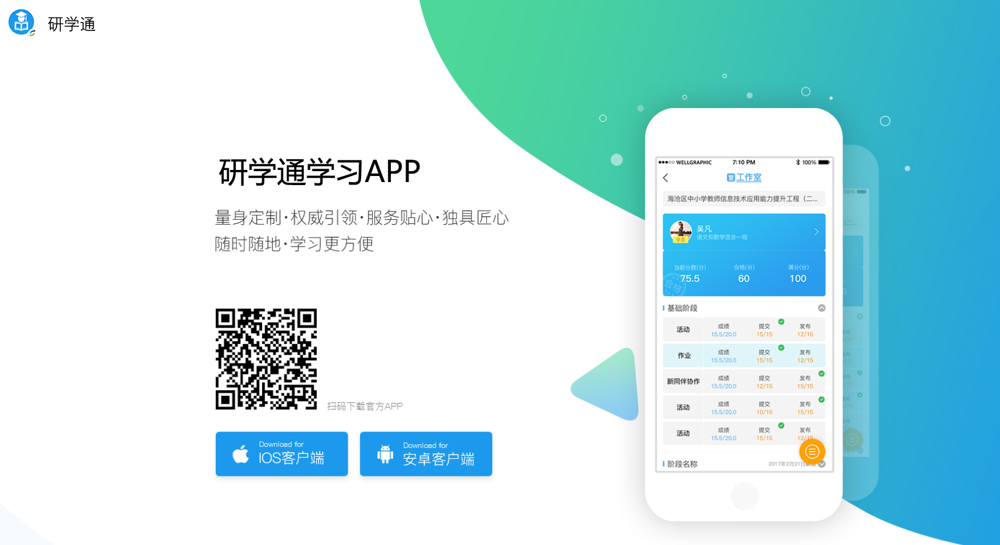 研学通
研学通学习APP
量身定制·权威引领·服务贴心·独具匠心
随时随地·学习更方便
扫码下载官方APP
Download for
IOS客户端
Download for
安卓客户端
WELLGRAPHIC 7:10 PM 100%
室 工作室
海沧区中小学教师信息技术应用能力提升工程（二...
吴凡
学员
语文和数学混合一班
当前分数(分) 合格(分) 满分(分)
75.5 60 100
合格
基础阶段
活动 成绩 提交 发布
15.5/20.0 15/15 12/15
作业 成绩 提交 发布
15.5/20.0 15/15 12/15
新同伴协作 成绩 提交 发布
15.5/20.0 12/15 15/15
活动 成绩 提交 发布
15.5/20.0 10/15 15/15
活动 成绩 提交 发布
15.5/20.0 15/15 12/15
阶段名称 2017年2月21日
100%